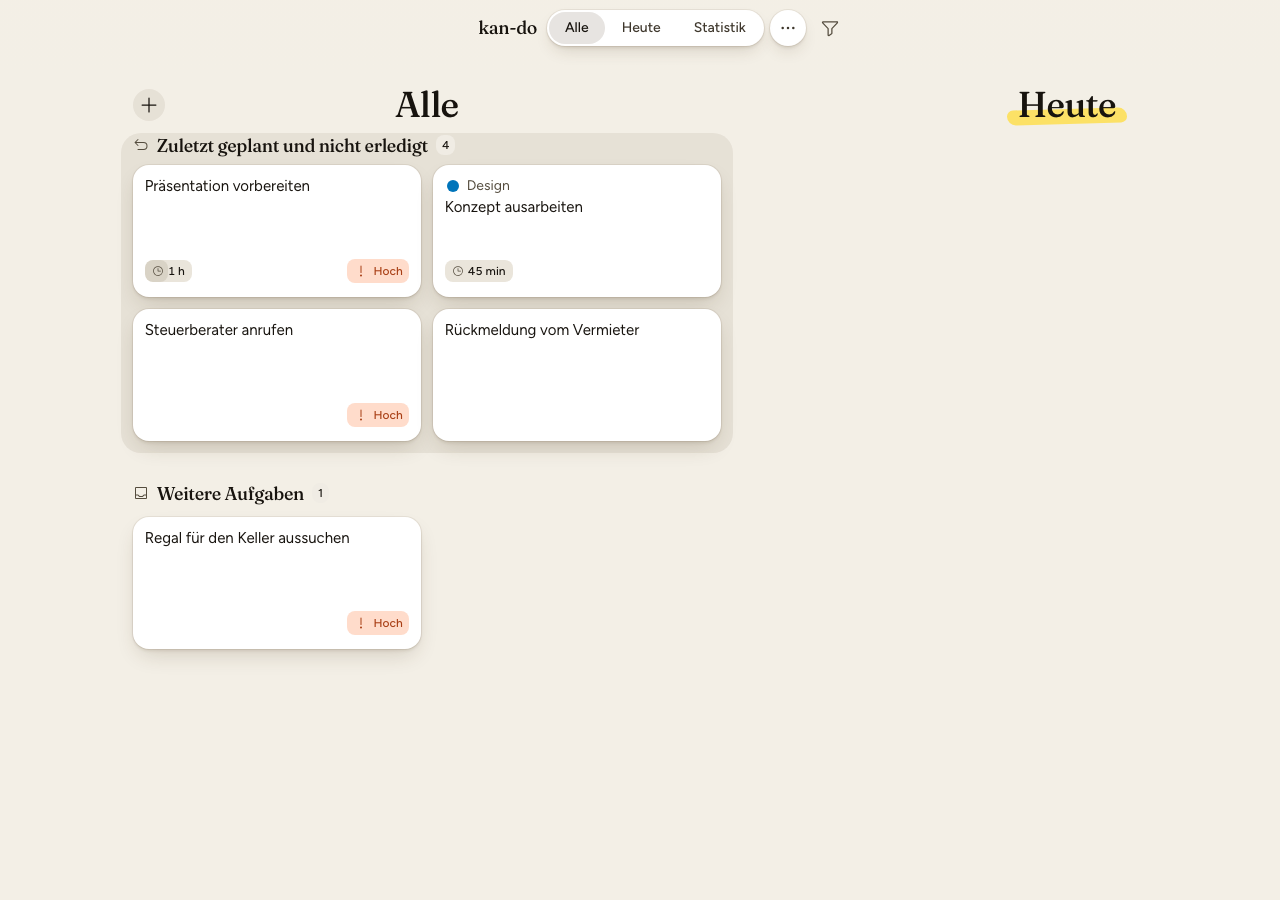 kan-do
Alle
Heute
Statistik
Alle
Heute
Zuletzt geplant und nicht erledigt 4
Präsentation vorbereiten
1 h
Hoch
Design
Konzept ausarbeiten
45 min
Steuerberater anrufen
Hoch
Rückmeldung vom Vermieter
Weitere Aufgaben 1
Regal für den Keller aussuchen
Hoch